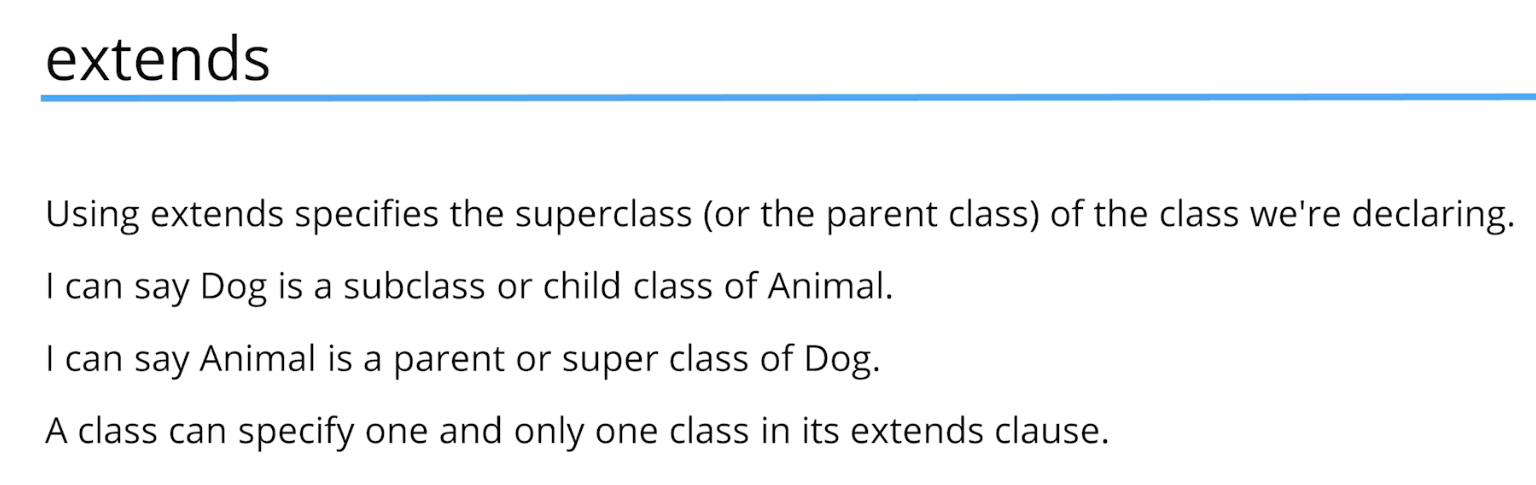 extends
Using extends specifies the superclass (or the parent class) of the class we're declaring.
I can say Dog is a subclass or child class of Animal.
I can say Animal is a parent or super class of Dog.
A class can specify one and only one class in its extends clause.